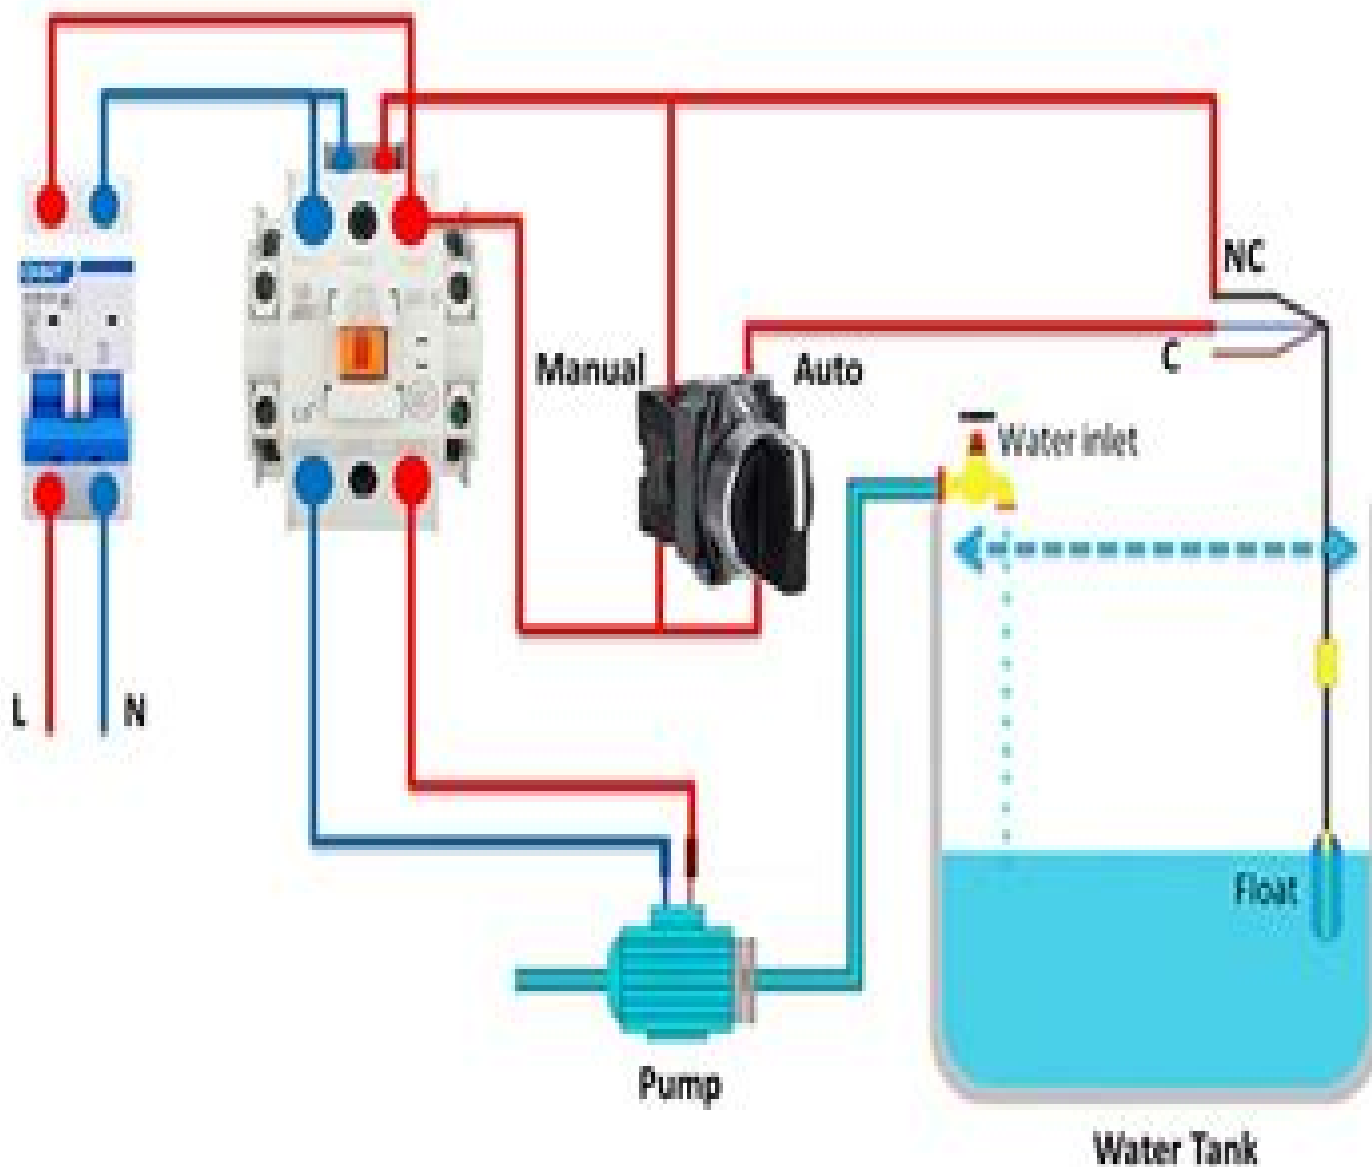 NC
Manual
Auto
C
Water inlet
L
N
Float
Pump
Water Tank